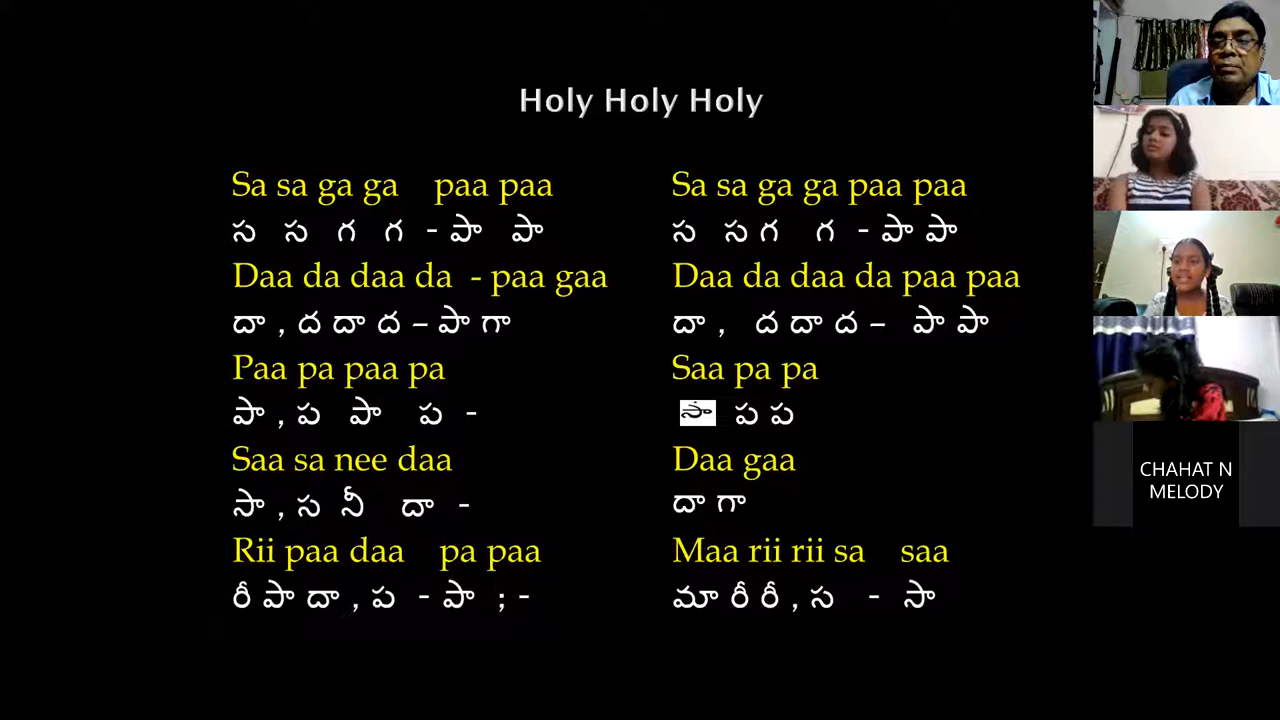 Holy Holy Holy
Sa sa ga ga paa paa
స స గ గ - పా పా
Daa da daa da - paa gaa
దా , ద దా ద – పా గా
Paa pa paa pa
పా , ప పా ప -
Saa sa nee daa
సా , స నీ దా -
Rii paa daa pa paa
రీ పా దా , ప - పా ; -
Sa sa ga ga paa paa
స స గ గ - పా పా
Daa da daa da paa paa
దా , ద దా ద – పా పా
Saa pa pa
సా ప ప
Daa gaa
దా గా
Maa rii rii sa saa
మా రీ రీ , స - సా
CHAHAT N
MELODY